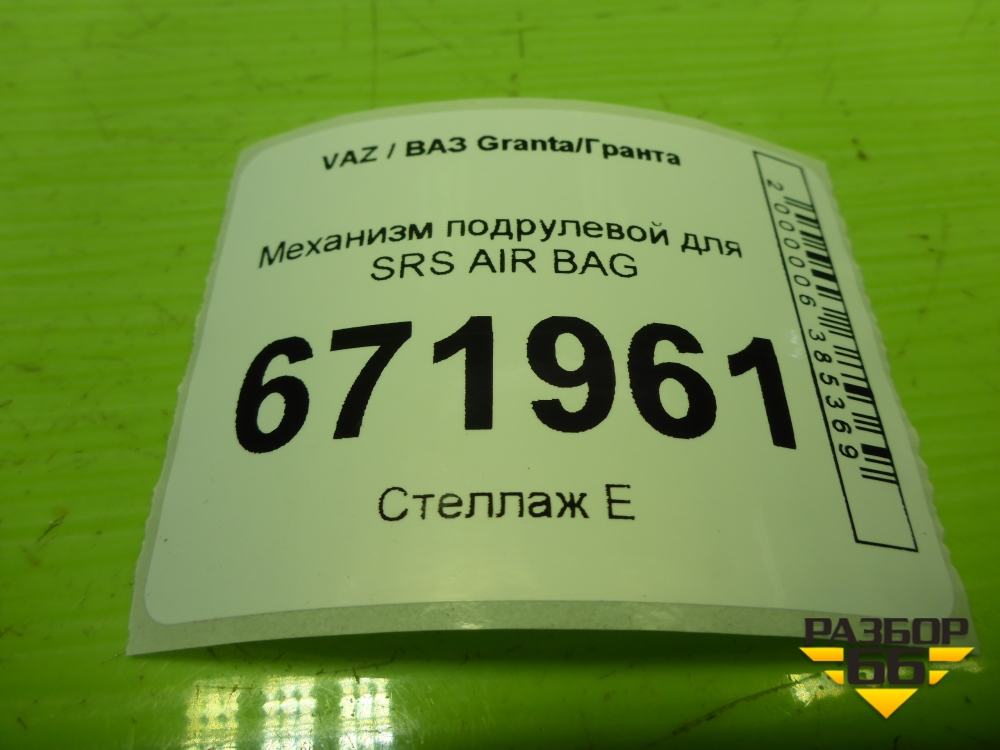 VAZ / ВАЗ Granta/Гранта
Механизм подрулевой для
SRS AIR BAG
671961
Стеллаж Е
2000006385369
РАЗБОР
66